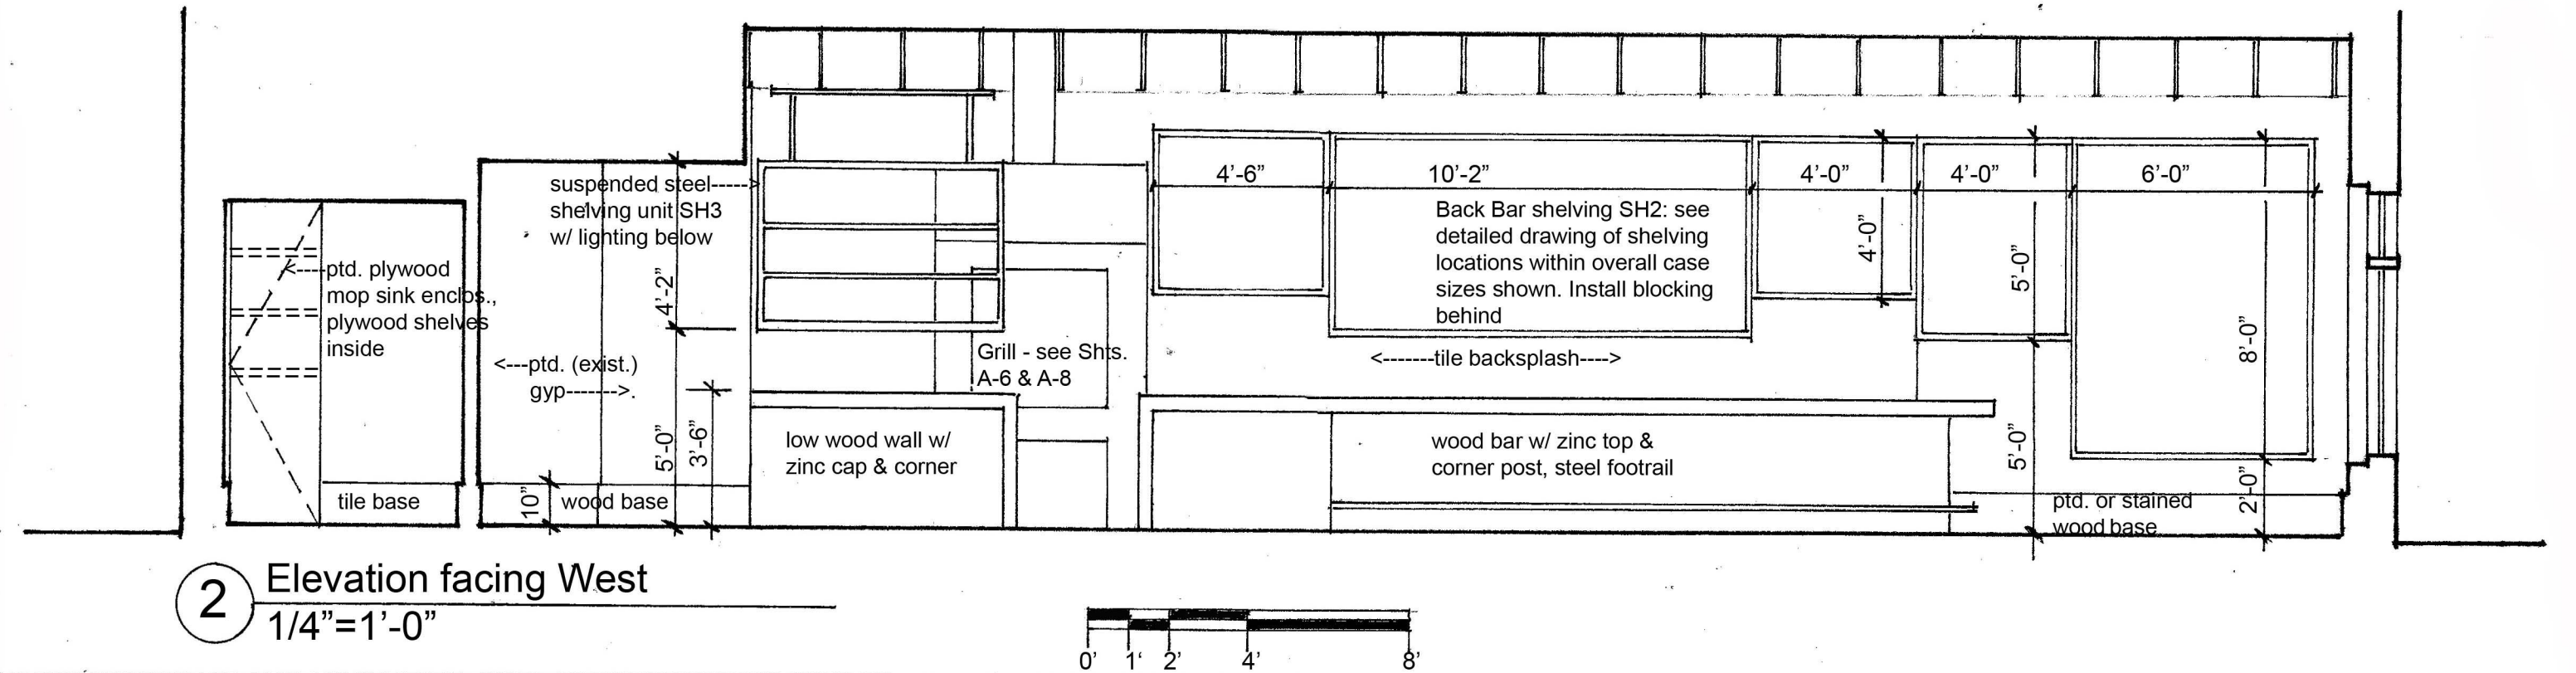 suspended steel----->
shelving unit SH3
w/ lighting below
<----ptd. plywood
mop sink enclos.,
plywood shelves
inside
<---ptd. (exist.)
gyp------->.
tile base
10”
wood base
4’-2”
5’-0”
3’-6”
low wood wall w/
zinc cap & corner
Grill - see Shts.
A-6 & A-8
4’-6”
10’-2”
4’-0”
4’-0”
6’-0”
Back Bar shelving SH2: see
detailed drawing of shelving
locations within overall case
sizes shown. Install blocking
behind
<-------tile backsplash---->
4’-0”
5’-0”
8’-0”
wood bar w/ zinc top &
corner post, steel footrail
5’-0”
2’-0”
ptd. or stained
wood base
2
Elevation facing West
1/4”=1’-0”
0’ 1‘ 2’ 4’ 8’